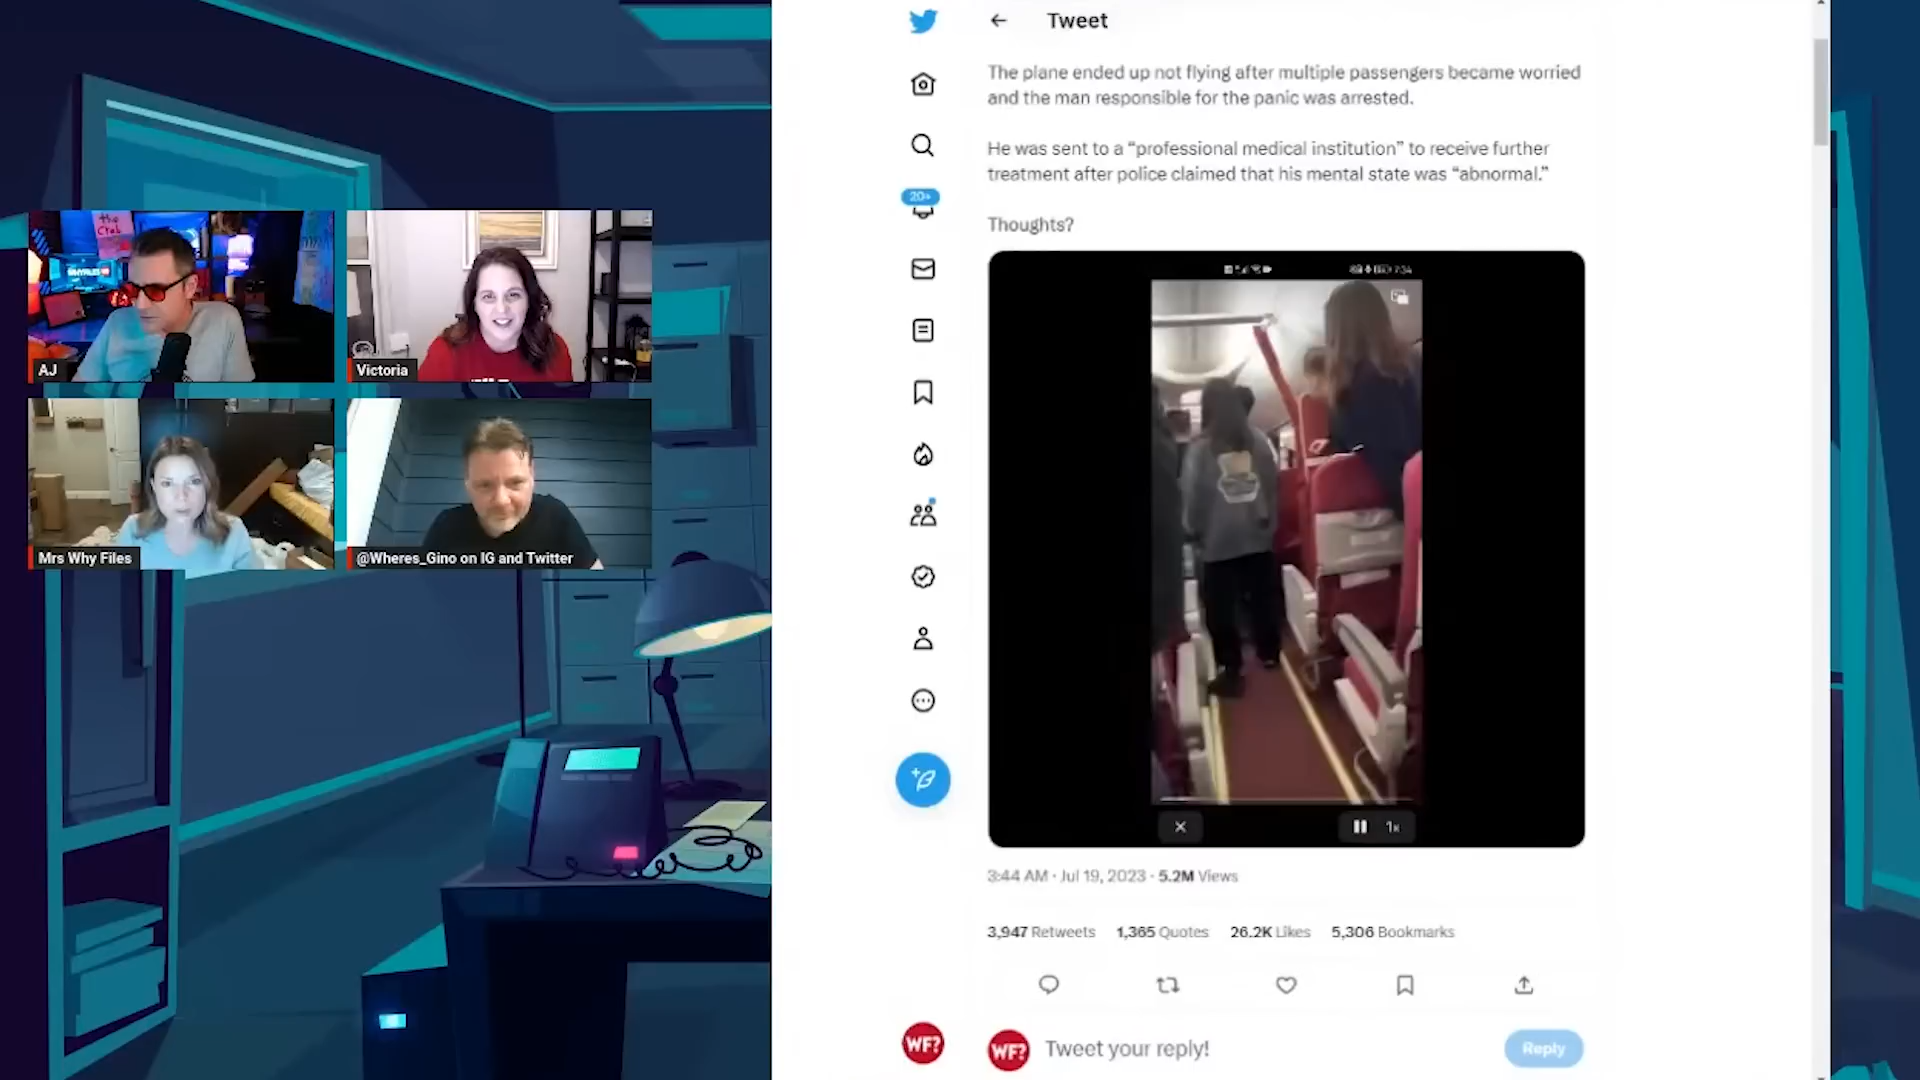 Tweet
The plane ended up not flying after multiple passengers became worried
and the man responsible for the panic was arrested.
He was sent to a “professional medical institution” to receive further
treatment after police claimed that his mental state was “abnormal.”
Thoughts?
20+
the
Crab
AJ
Victoria
Mrs Why Files
@Wheres_Gino on IG and Twitter
7:34
1x
3:44 AM · Jul 19, 2023 · 5.2M Views
3,947 Retweets 1,365 Quotes 26.2K Likes 5,306 Bookmarks
WF?
WF? Tweet your reply! Reply